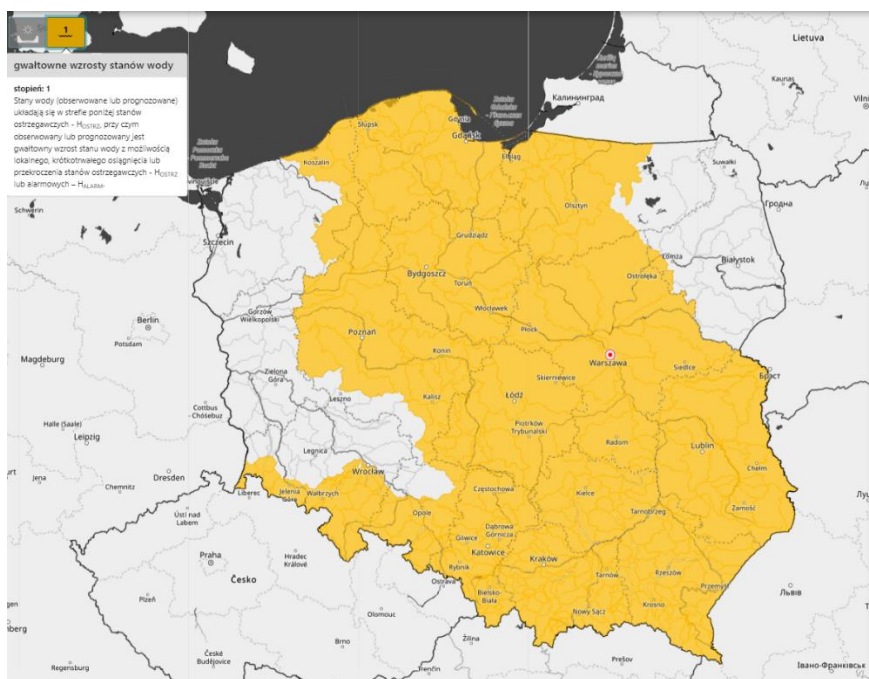 1
gwałtowne wzrosty stanów wody
stopień: 1
Stany wody (obserwowane lub prognozowane)
układają się w strefie poniżej stanów
ostrzegawczych - HOSTRZ, przy czym
obserwowany lub prognozowany jest
gwałtowny wzrost stanu wody z możliwością
lokalnego, krótkotrwałego osiągnięcia lub
przekroczenia stanów ostrzegawczych - HOSTRZ
lub alarmowych – HALARM.
Lietuva
Kaunas
Калининград
Gdynia
Gdańsk
Słupsk
Koszalin
Elbląg
Suwałki
Гродна
Olsztyn
Schwerin
Szczecin
Grudziądz
Łomża
Białystok
Ostrołęka
Bydgoszcz
Toruń
Włocławek
Płock
Gorzów
Wielkopolski
Berlin
Potsdam
Poznań
Konin
Warszawa
Siedlce
Брэст
Magdeburg
Zielona
Góra
Leszno
Kalisz
Skierniewice
Łódź
Cottbus
Chóśebuz
Halle (Saale)
Leipzig
Legnica
Wrocław
Piotrków
Trybunalski
Radom
Lublin
Chełm
Jena
Chemnitz
Dresden
Liberec
Jelenia
Góra
Wałbrzych
Opole
Częstochowa
Kielce
Tarnobrzeg
Zamość
Ústí nad
Labem
Praha
Hradec
Králové
Gliwice
Dąbrowa
Górnicza
Katowice
Rybnik
Kraków
Tarnów
Rzeszów
Przemyśl
Львів
Plzeň
Česko
Olomouc
Ostrava
Bielsko-
Biała
Nowy Sącz
Krosno
Brno
Žilina
Trenčín
Prešov
České
Budějovice
Regensburg
Івано-Франківськ